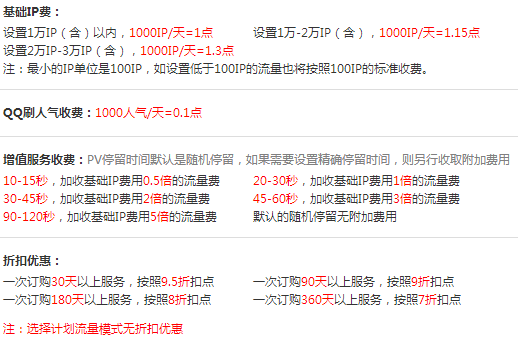 基础IP费：
设置1万IP（含）以内，1000IP/天=1点 设置1万-2万IP（含），1000IP/天=1.15点
设置2万IP-3万IP（含），1000IP/天=1.3点
注：最小的IP单位是100IP，如设置低于100IP的流量也将按照100IP的标准收费。
QQ刷人气收费：1000人气/天=0.1点
增值服务收费：PV停留时间默认是随机停留，如果需要设置精确停留时间，则另行收取附加费用
10-15秒，加收基础IP费用0.5倍的流量费 20-30秒，加收基础IP费用1倍的流量费
30-45秒，加收基础IP费用2倍的流量费 45-60秒，加收基础IP费用3倍的流量费
90-120秒，加收基础IP费用5倍的流量费 默认的随机停留无附加费用
折扣优惠：
一次订购30天以上服务，按照9.5折扣点 一次订购90天以上服务，按照9折扣点
一次订购180天以上服务，按照8折扣点 一次订购360天以上服务，按照7折扣点
注：选择计划流量模式无折扣优惠